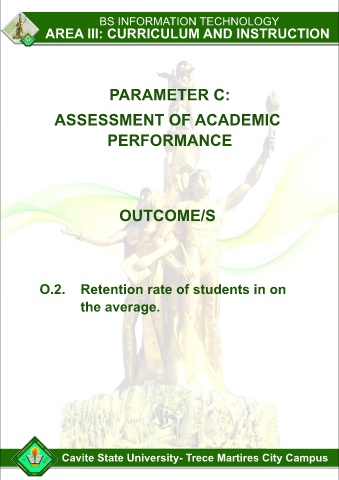 BS INFORMATION TECHNOLOGY
AREA III: CURRICULUM AND INSTRUCTION
PARAMETER C:
ASSESSMENT OF ACADEMIC
PERFORMANCE
OUTCOME/S
O.2. Retention rate of students in on
the average.
Cavite State University- Trece Martires City Campus